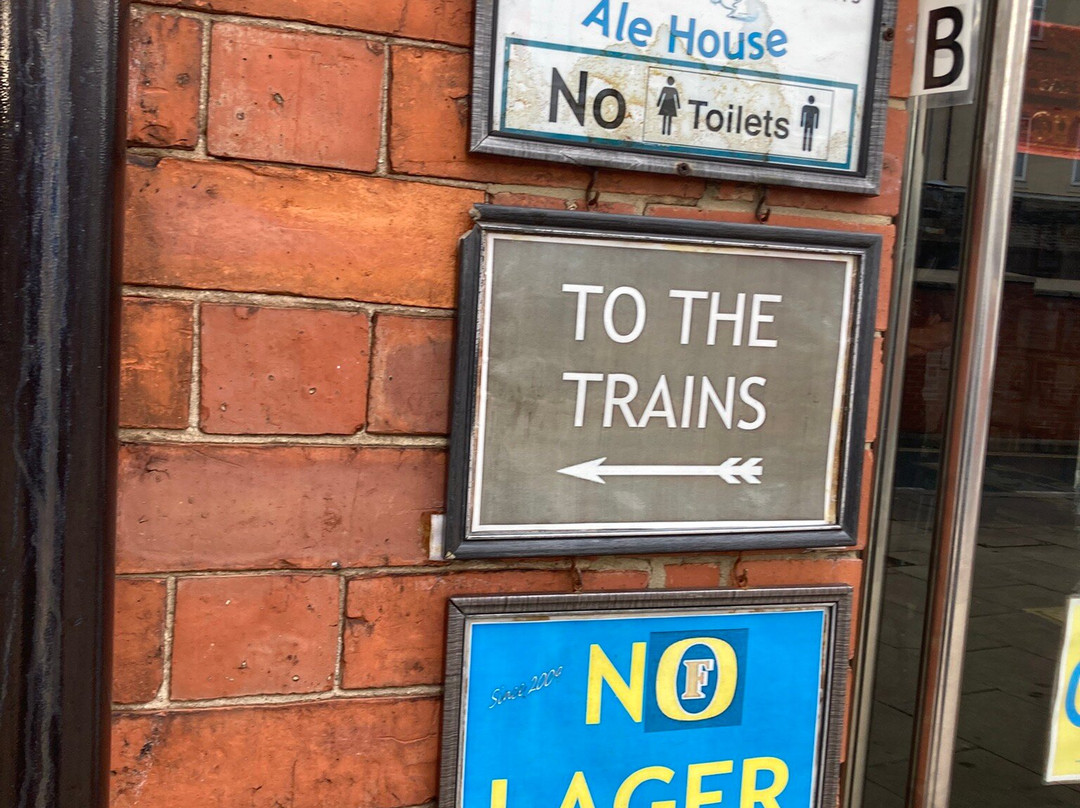 Ale House
No Toilets
B
TO THE
TRAINS
Since 2009
NO
F
LAGER